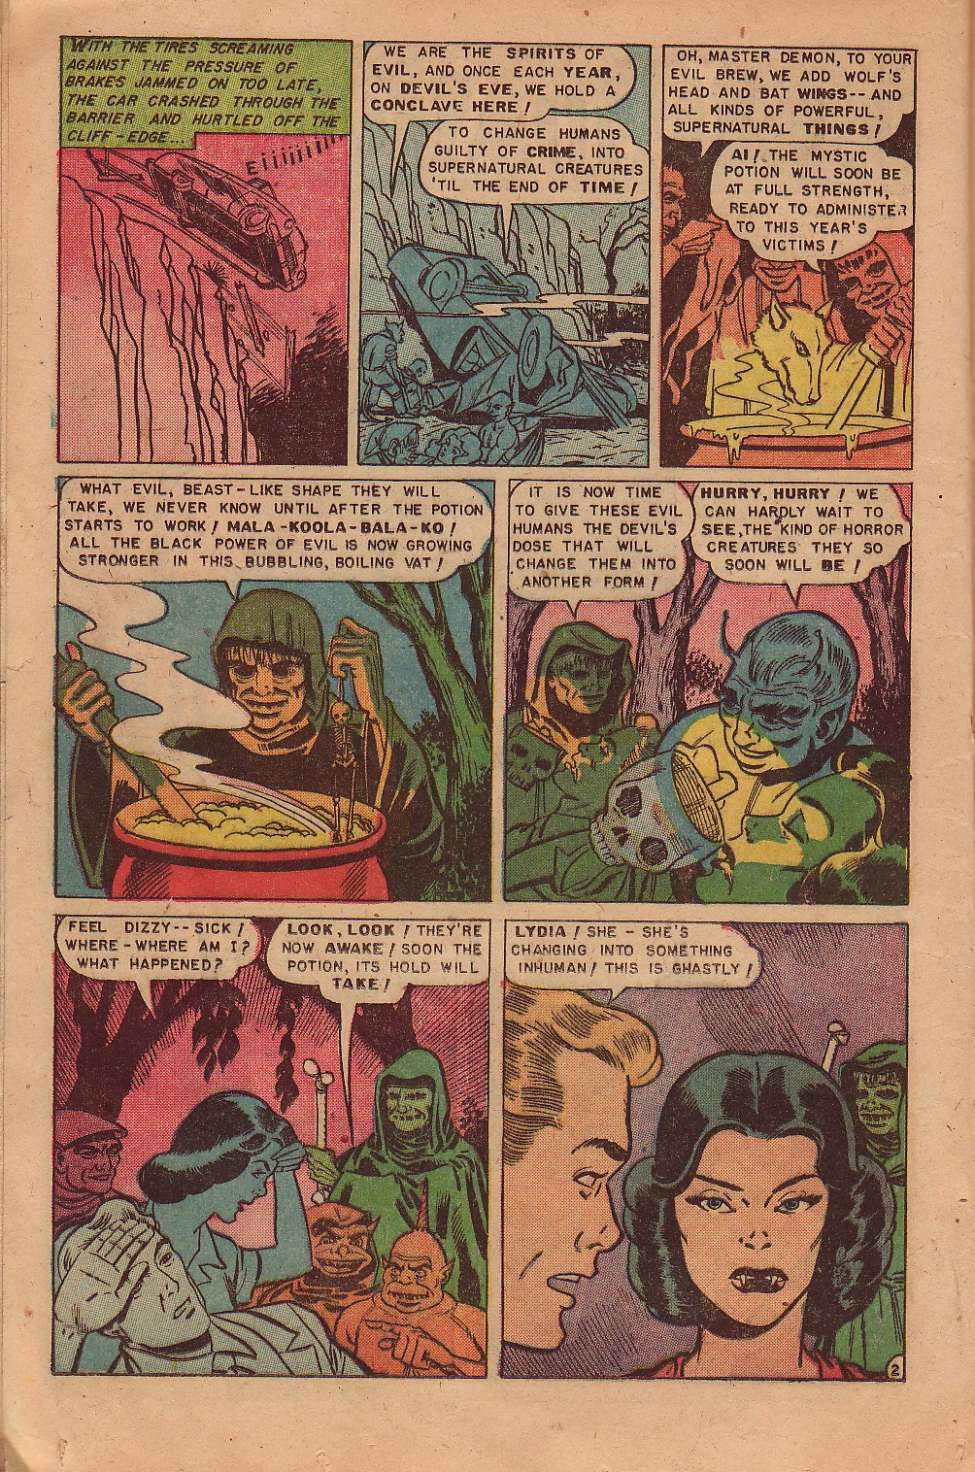 WITH THE TIRES SCREAMING
AGAINST THE PRESSURE OF
BRAKES JAMMED ON TOO LATE,
THE CAR CRASHED THROUGH THE
BARRIER AND HURTLED OFF THE
CLIFF-EDGE...
Eiiiiiiii
WE ARE THE SPIRITS OF
EVIL, AND ONCE EACH YEAR,
ON DEVIL'S EVE, WE HOLD A
CONCLAVE HERE!
TO CHANGE HUMANS
GUILTY OF CRIME, INTO
SUPERNATURAL CREATURES
'TIL THE END OF TIME!
OH, MASTER DEMON, TO YOUR
EVIL BREW, WE ADD WOLF'S
HEAD AND BAT WINGS--AND
ALL KINDS OF POWERFUL,
SUPERNATURAL THINGS!
AI! THE MYSTIC
POTION WILL SOON BE
AT FULL STRENGTH,
READY TO ADMINISTER
TO THIS YEAR'S
VICTIMS!
WHAT EVIL, BEAST-LIKE SHAPE THEY WILL
TAKE, WE NEVER KNOW UNTIL AFTER THE POTION
STARTS TO WORK! MALA-KOOLA-BALA-KO!
ALL THE BLACK POWER OF EVIL IS NOW GROWING
STRONGER IN THIS BUBBLING, BOILING VAT!
IT IS NOW TIME
TO GIVE THESE EVIL
HUMANS THE DEVIL'S
DOSE THAT WILL
CHANGE THEM INTO
ANOTHER FORM!
HURRY, HURRY! WE
CAN HARDLY WAIT TO
SEE, THE KIND OF HORROR
CREATURES THEY SO
SOON WILL BE!
FEEL DIZZY--SICK!
WHERE-WHERE AM I?
WHAT HAPPENED?
LOOK, LOOK! THEY'RE
NOW AWAKE! SOON THE
POTION, ITS HOLD WILL
TAKE!
LYDIA! SHE-SHE'S
CHANGING INTO SOMETHING
INHUMAN! THIS IS GHASTLY!
2